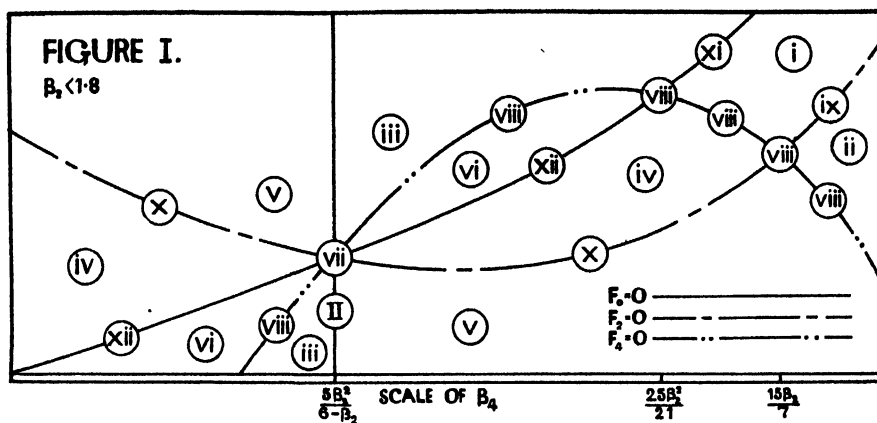 FIGURE I.
β₂ < 1·8
xi
i
viii
viii
viii
ix
iii
viii
ii
vi
xii
iv
v
x
viii
vii
iv
x
II
F₀=0
viii
v
F₂=0
xii
vi
iii
F₄=0
5β₂²/6-β₂
SCALE OF β₄
25β₂²/21
15β₂/7